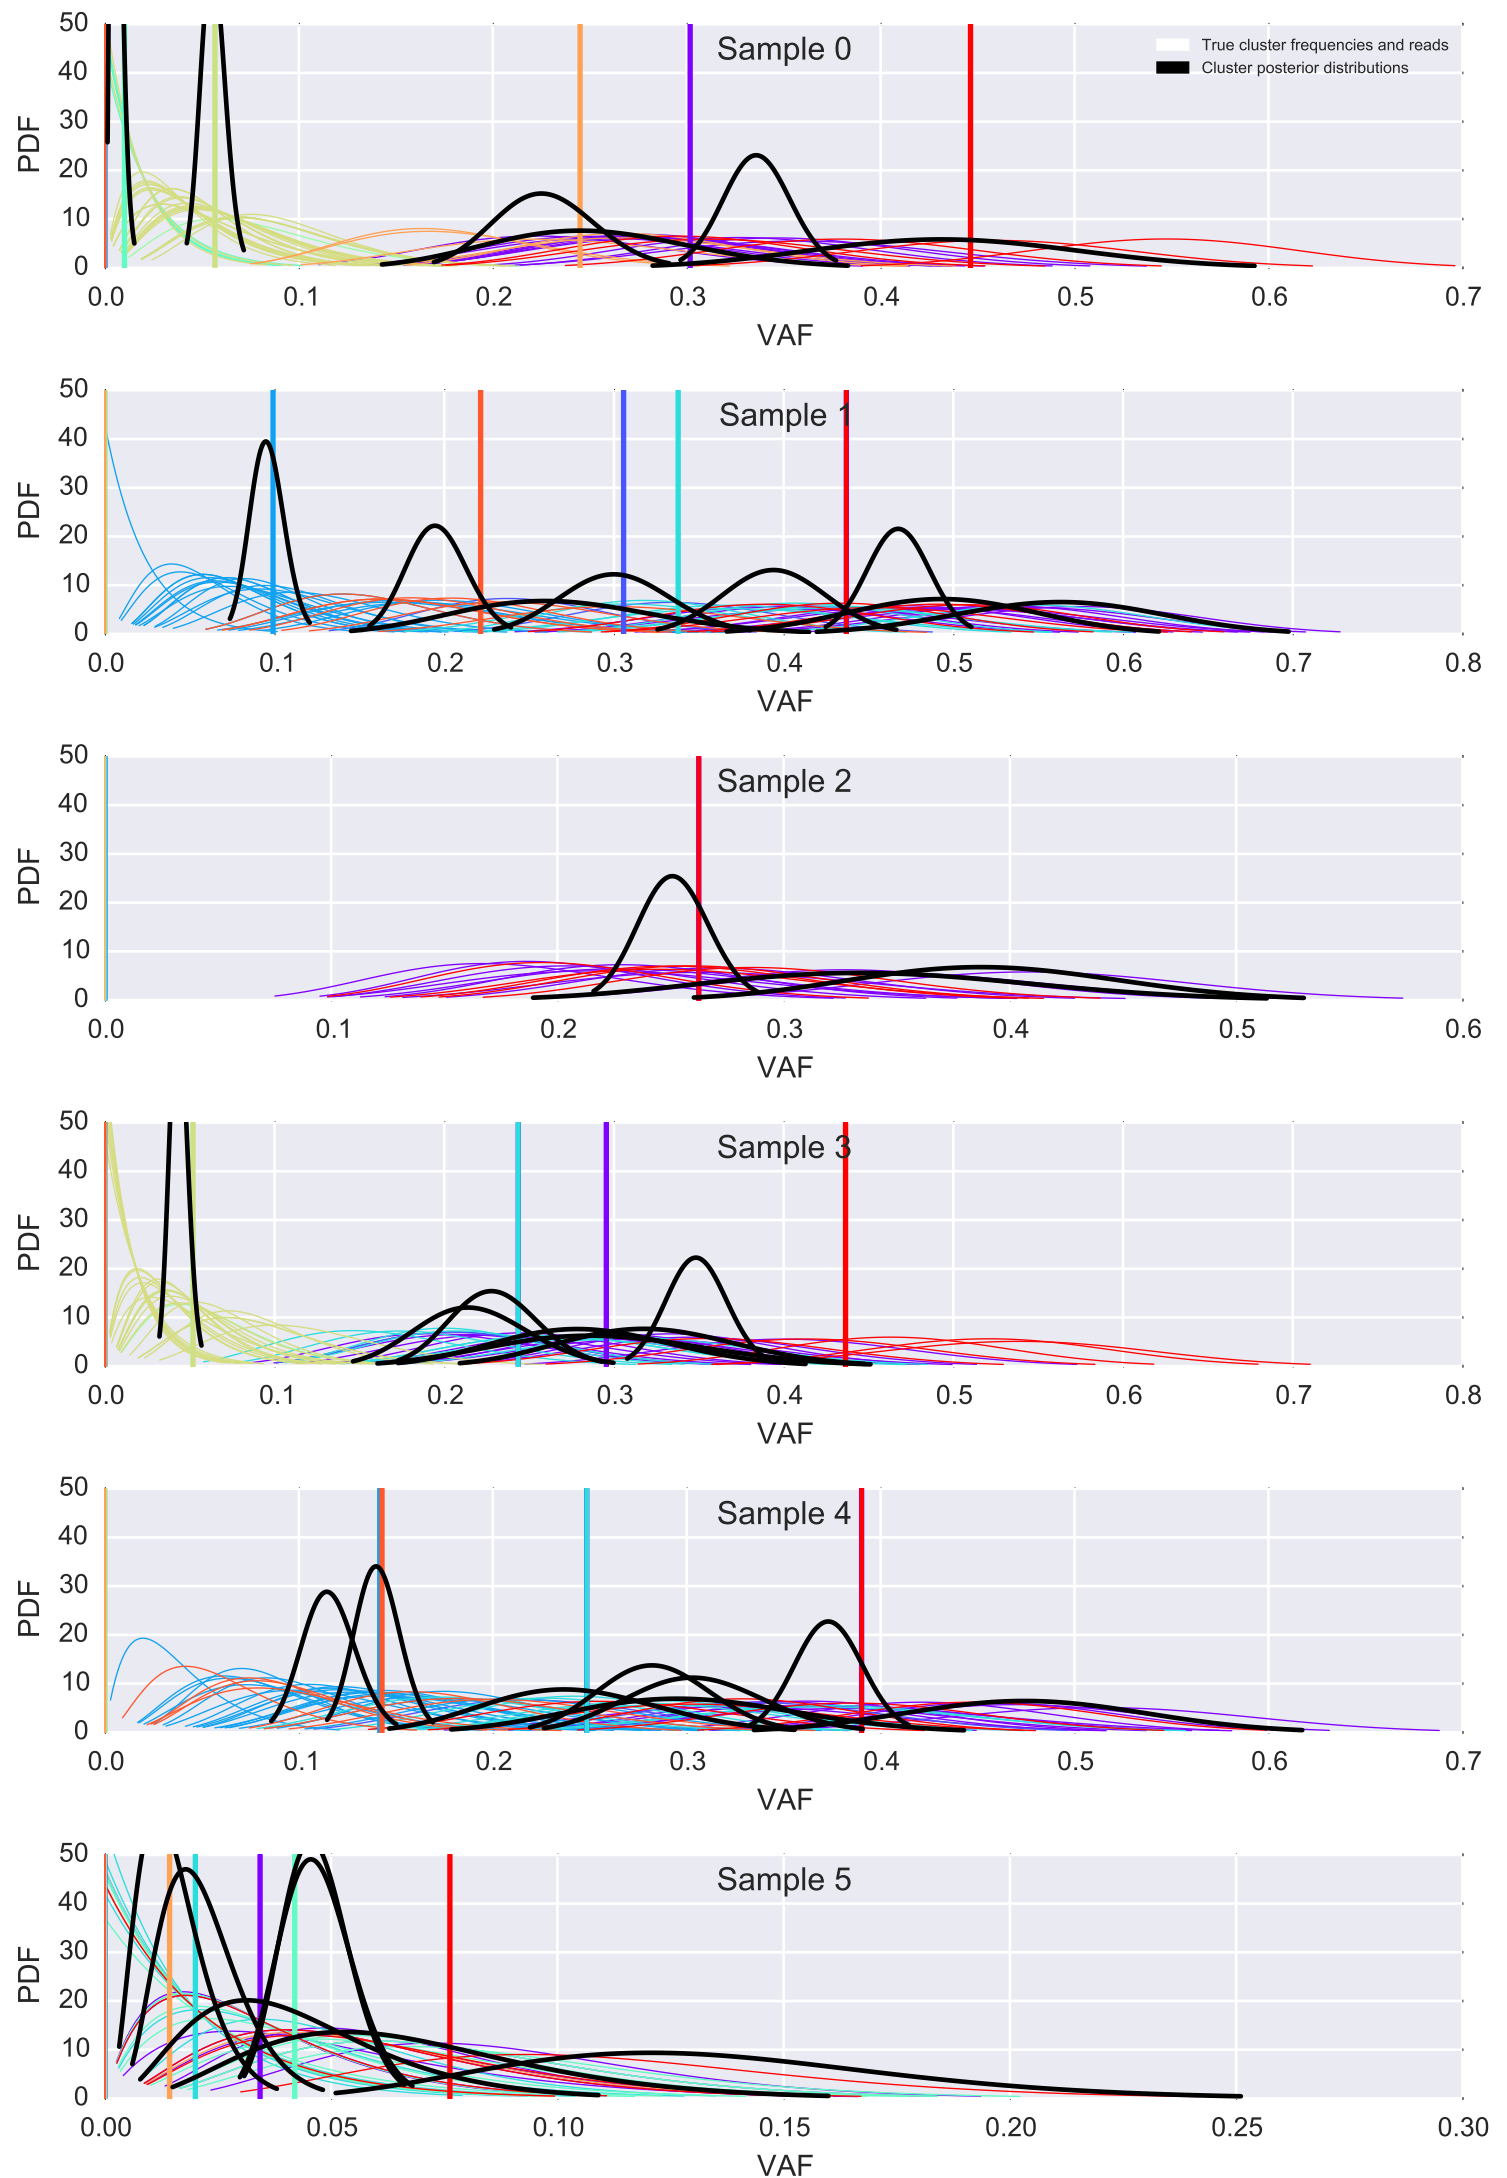 50
40
30
20
10
0
PDF
Sample 0
True cluster frequencies and reads
Cluster posterior distributions
0.0 0.1 0.2 0.3 0.4 0.5 0.6 0.7
VAF
50
40
30
20
10
0
PDF
Sample 1
0.0 0.1 0.2 0.3 0.4 0.5 0.6 0.7 0.8
VAF
50
40
30
20
10
0
PDF
Sample 2
0.0 0.1 0.2 0.3 0.4 0.5 0.6
VAF
50
40
30
20
10
0
PDF
Sample 3
0.0 0.1 0.2 0.3 0.4 0.5 0.6 0.7 0.8
VAF
50
40
30
20
10
0
PDF
Sample 4
0.0 0.1 0.2 0.3 0.4 0.5 0.6 0.7
VAF
50
40
30
20
10
0
PDF
Sample 5
0.00 0.05 0.10 0.15 0.20 0.25 0.30
VAF